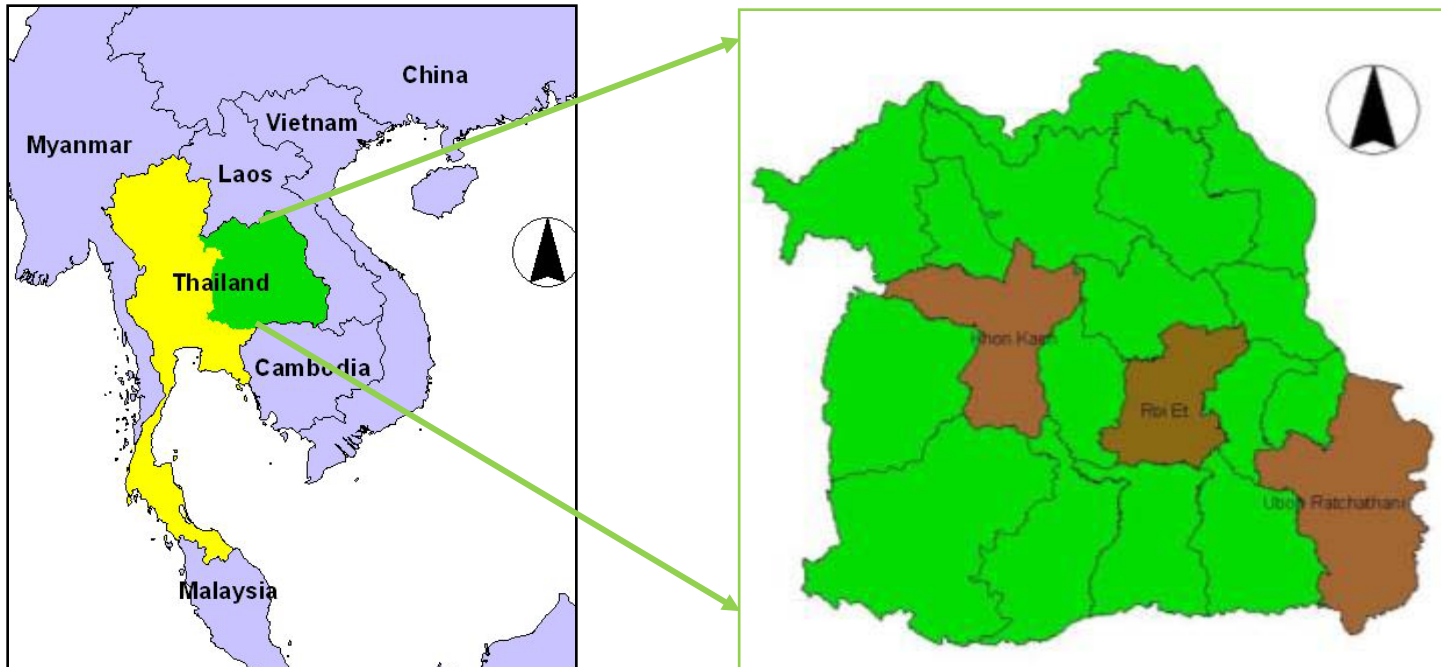 China
Vietnam
Myanmar
Laos
Thailand
Cambodia
Malaysia
Khon Kaen
Roi Et
Ubon Ratchathani